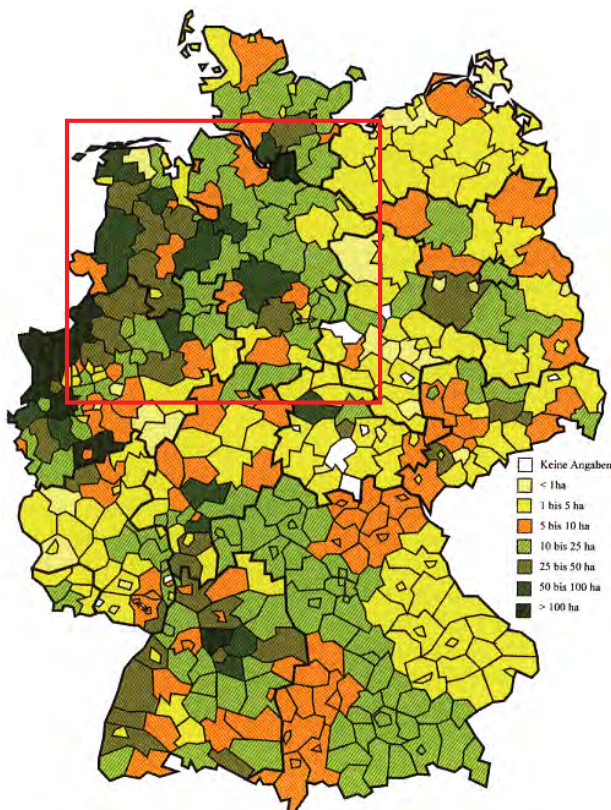 Keine Angaben
< 1ha
1 bis 5 ha
5 bis 10 ha
10 bis 25 ha
25 bis 50 ha
50 bis 100 ha
> 100 ha